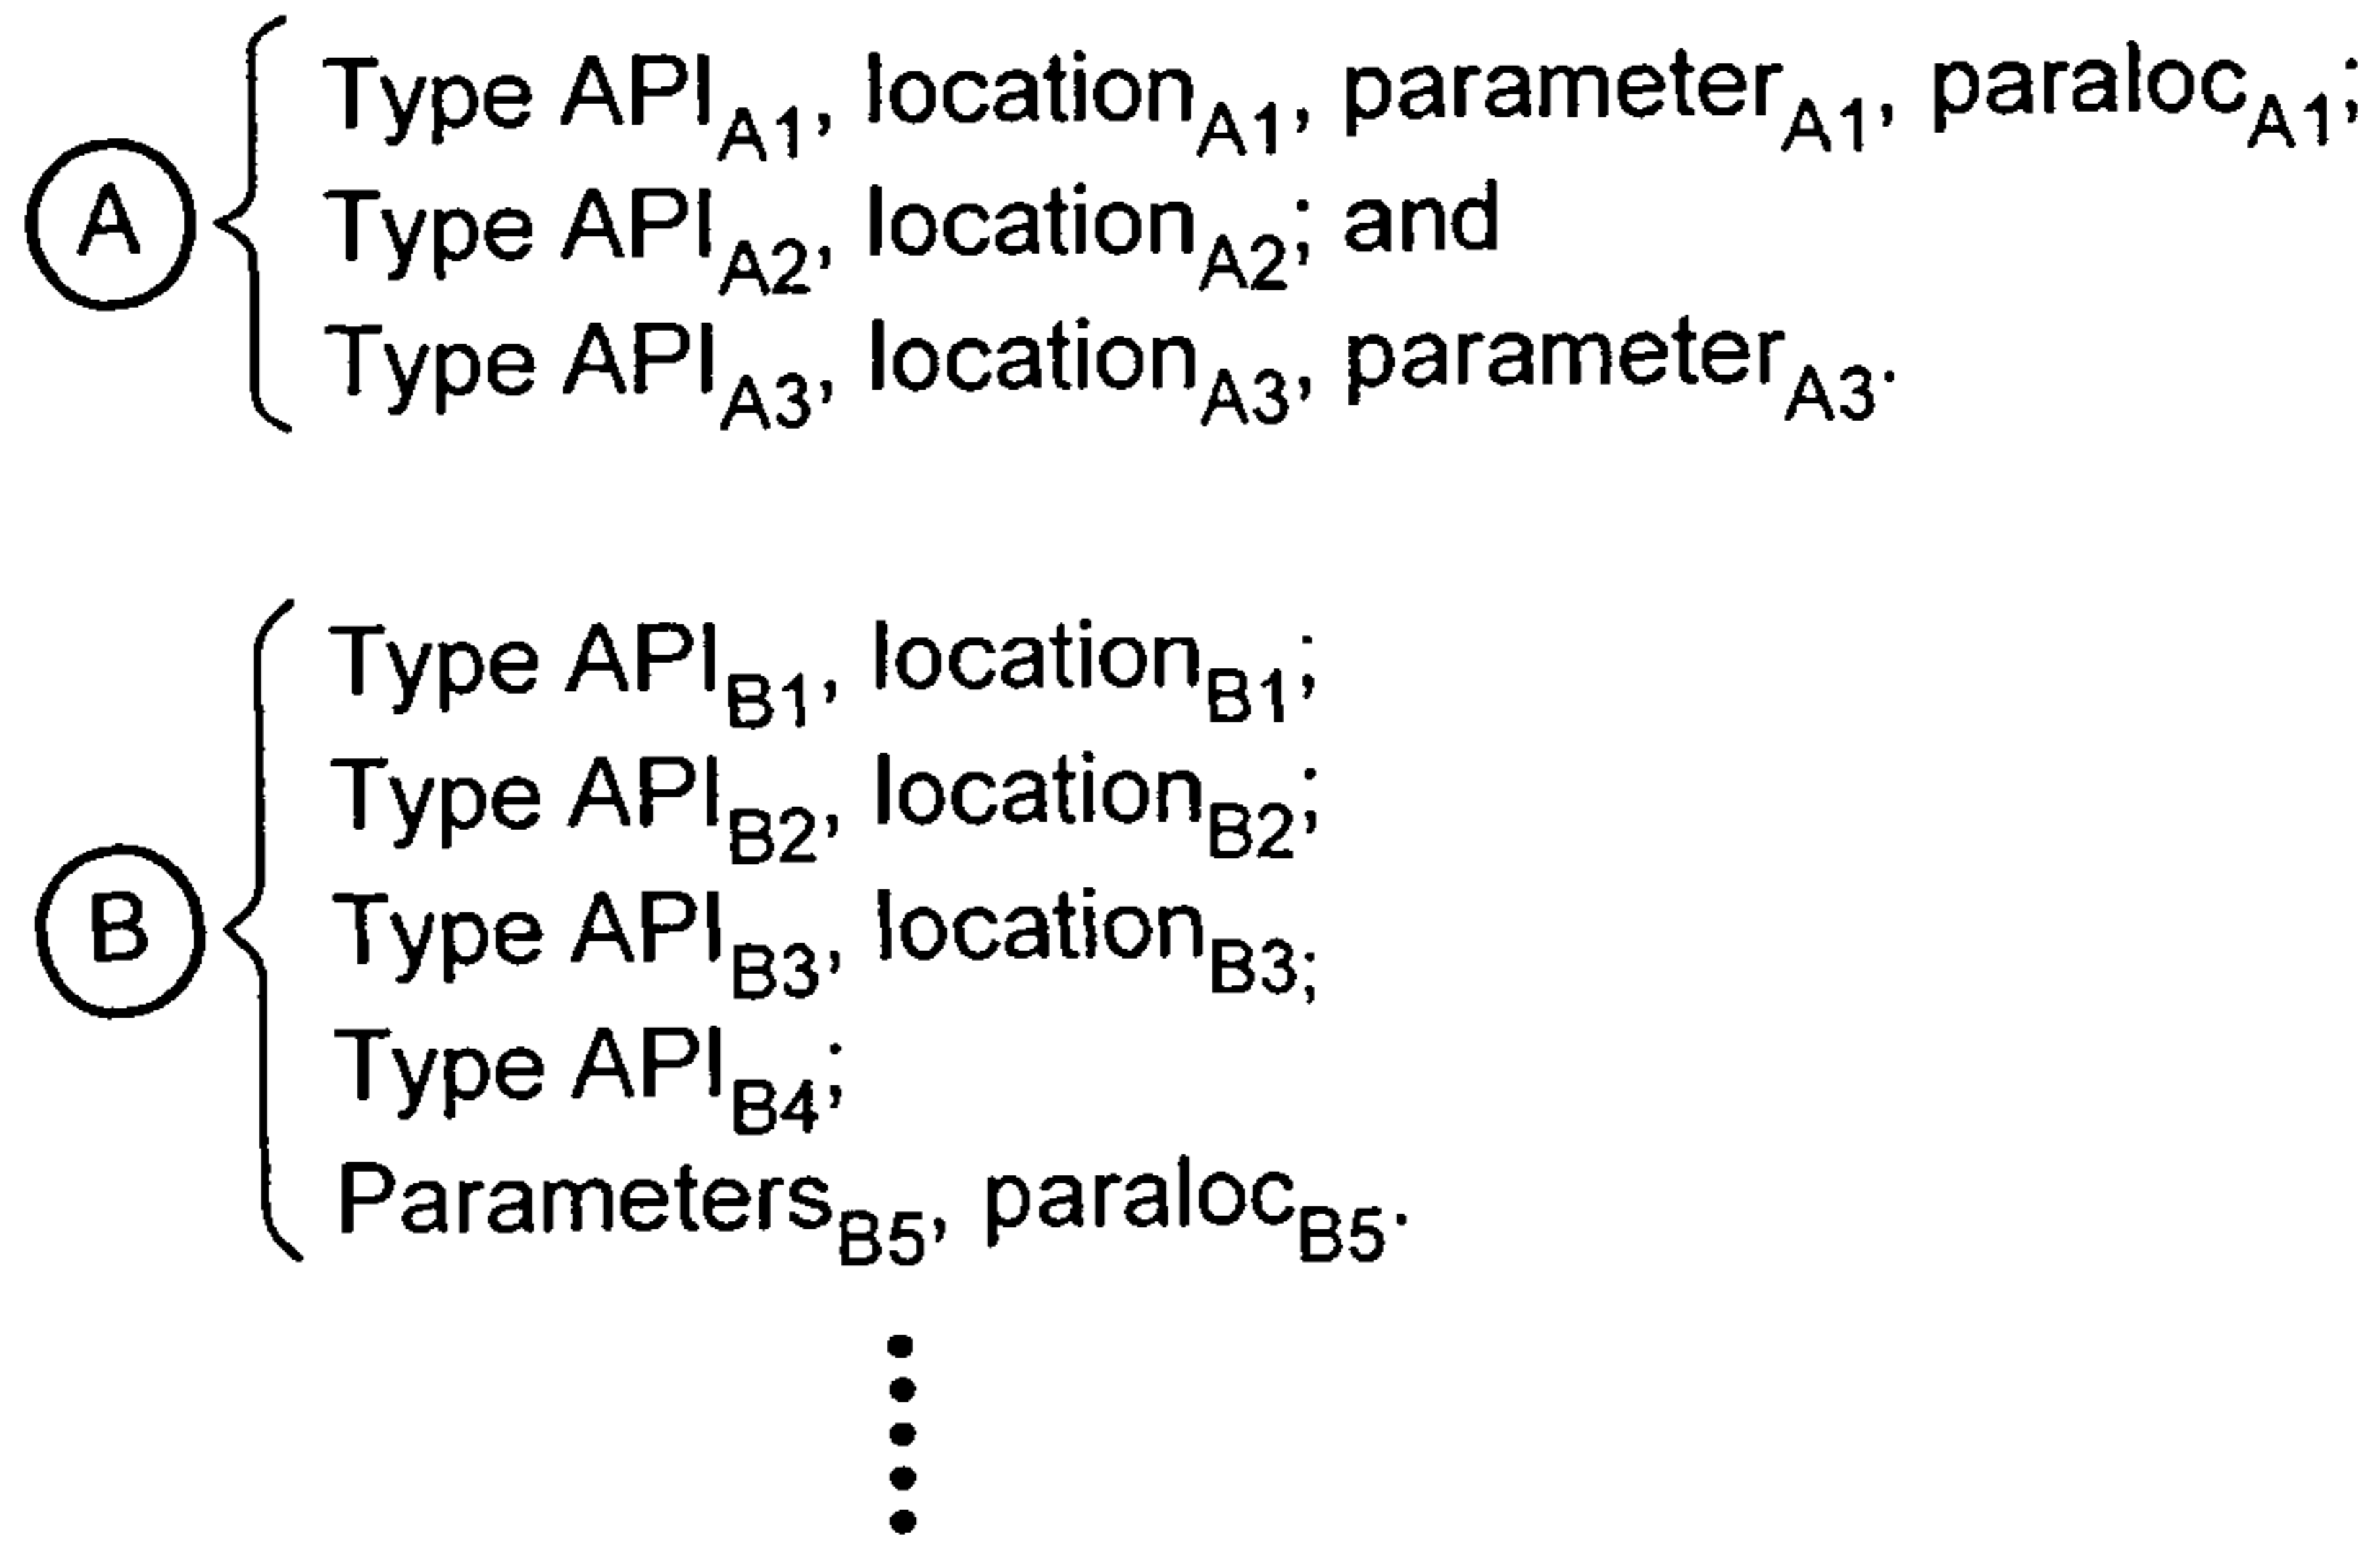 A
Type API_A1, location_A1, parameter_A1, paraloc_A1;
Type API_A2, location_A2; and
Type API_A3, location_A3, parameter_A3.
B
Type API_B1, location_B1;
Type API_B2, location_B2;
Type API_B3, location_B3;
Type API_B4;
Parameters_B5, paraloc_B5.